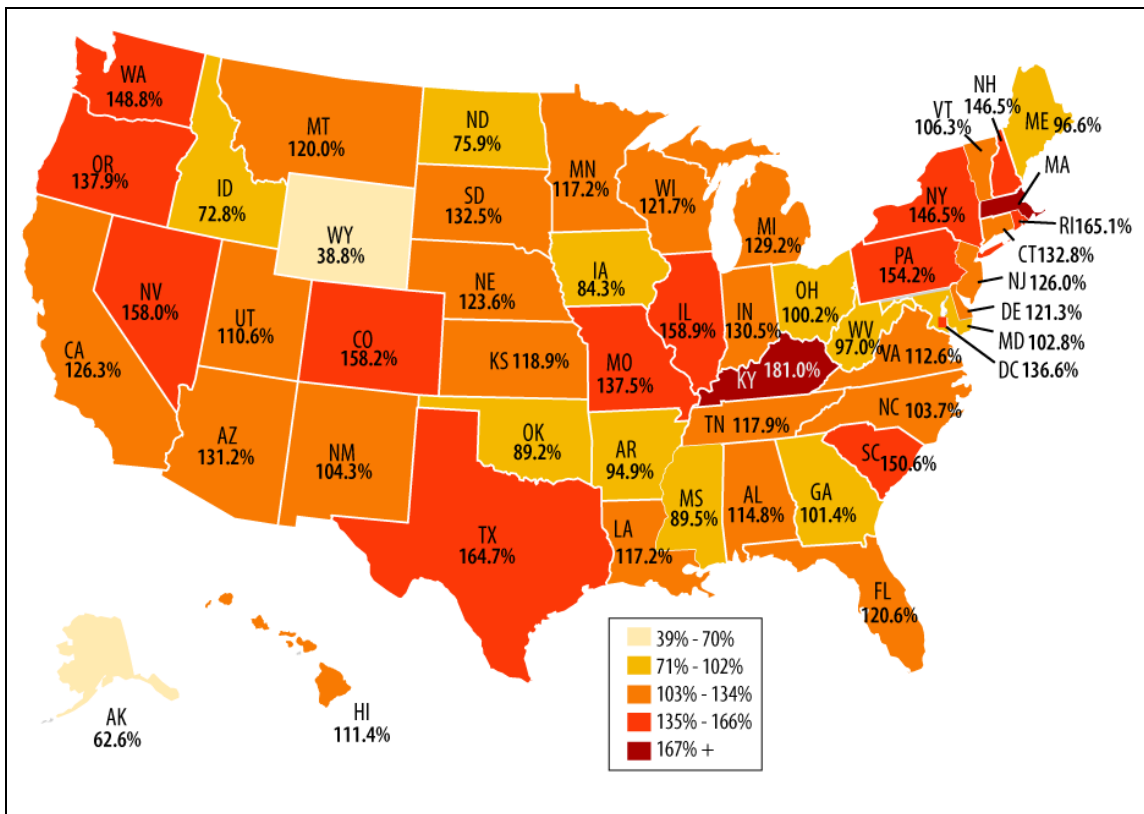 WA
148.8%
OR
137.9%
ID
72.8%
MT
120.0%
ND
75.9%
MN
117.2%
SD
132.5%
WY
38.8%
WI
121.7%
MI
129.2%
NY
146.5%
VT
106.3%
NH
146.5%
ME 96.6%
MA
RI165.1%
CT132.8%
NJ 126.0%
DE 121.3%
MD 102.8%
DC 136.6%
PA
154.2%
NV
158.0%
UT
110.6%
CA
126.3%
CO
158.2%
NE
123.6%
IA
84.3%
IL
158.9%
IN
130.5%
OH
100.2%
WV
97.0%
VA 112.6%
KS 118.9%
MO
137.5%
KY 181.0%
NC 103.7%
TN 117.9%
AZ
131.2%
NM
104.3%
OK
89.2%
AR
94.9%
SC
150.6%
MS
89.5%
AL
114.8%
GA
101.4%
TX
164.7%
LA
117.2%
FL
120.6%
AK
62.6%
HI
111.4%
39% - 70%
71% - 102%
103% - 134%
135% - 166%
167% +